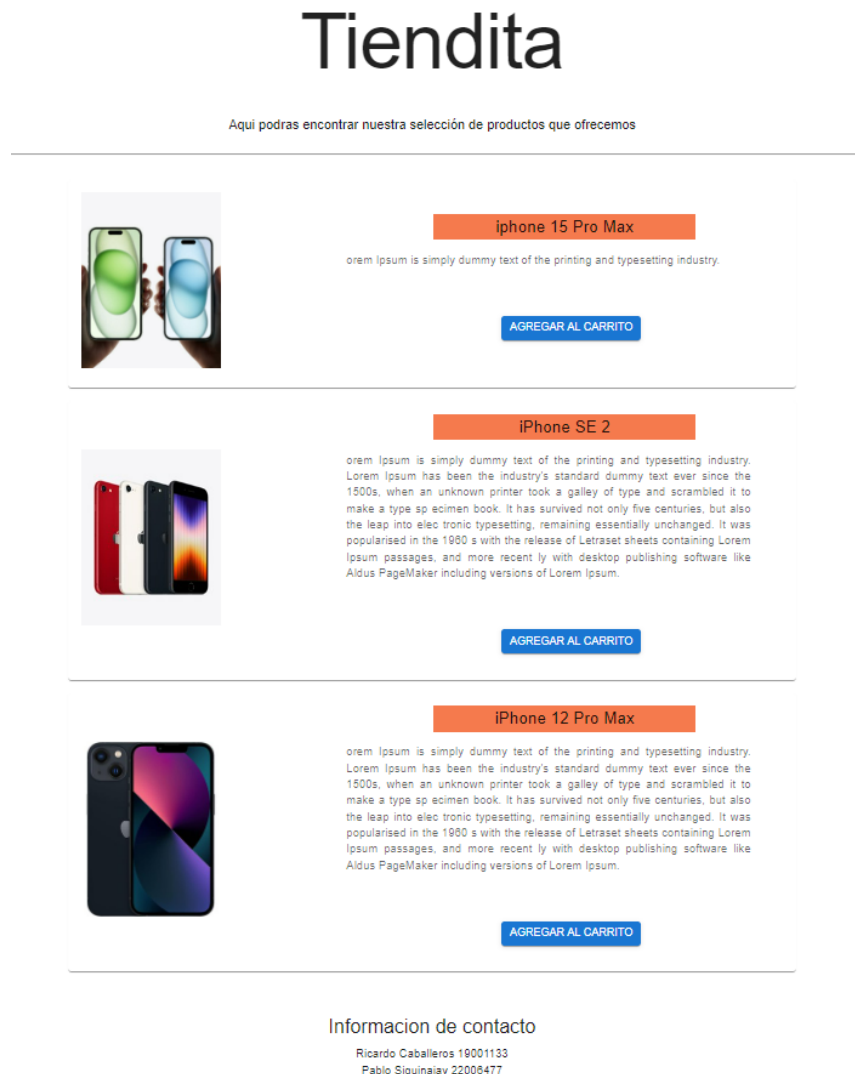 Tiendita
Aqui podras encontrar nuestra selección de productos que ofrecemos
iphone 15 Pro Max
orem Ipsum is simply dummy text of the printing and typesetting industry.
AGREGAR AL CARRITO
iPhone SE 2
orem Ipsum is simply dummy text of the printing and typesetting industry.
Lorem Ipsum has been the industry's standard dummy text ever since the
1500s, when an unknown printer took a galley of type and scrambled it to
make a type sp ecimen book. It has survived not only five centuries, but also
the leap into elec tronic typesetting, remaining essentially unchanged. It was
popularised in the 1960 s with the release of Letraset sheets containing Lorem
Ipsum passages, and more recent ly with desktop publishing software like
Aldus PageMaker including versions of Lorem Ipsum.
AGREGAR AL CARRITO
iPhone 12 Pro Max
orem Ipsum is simply dummy text of the printing and typesetting industry.
Lorem Ipsum has been the industry's standard dummy text ever since the
1500s, when an unknown printer took a galley of type and scrambled it to
make a type sp ecimen book. It has survived not only five centuries, but also
the leap into elec tronic typesetting, remaining essentially unchanged. It was
popularised in the 1960 s with the release of Letraset sheets containing Lorem
Ipsum passages, and more recent ly with desktop publishing software like
Aldus PageMaker including versions of Lorem Ipsum.
AGREGAR AL CARRITO
Informacion de contacto
Ricardo Caballeros 19001133
Pablo Siquinajay 22006477